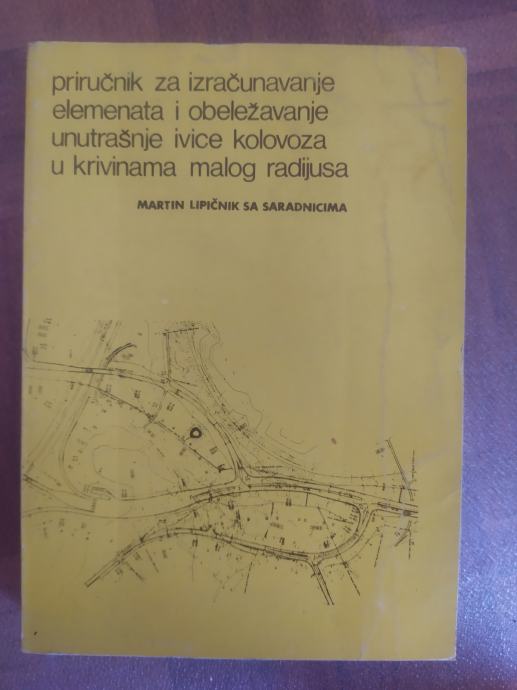 priručnik za izračunavanje
elemenata i obeležavanje
unutrašnje ivice kolovoza
u krivinama malog radijusa
MARTIN LIPIČNIK SA SARADNICIMA